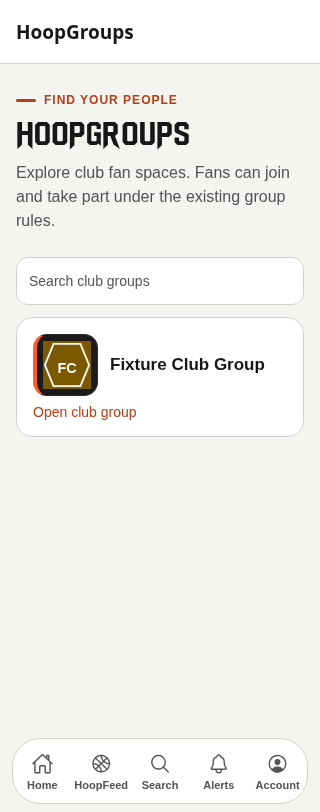 HoopGroups
FIND YOUR PEOPLE
HOOPGROUPS
Explore club fan spaces. Fans can join
and take part under the existing group
rules.
Search club groups
FC
Fixture Club Group
Open club group
Home
HoopFeed
Search
Alerts
Account